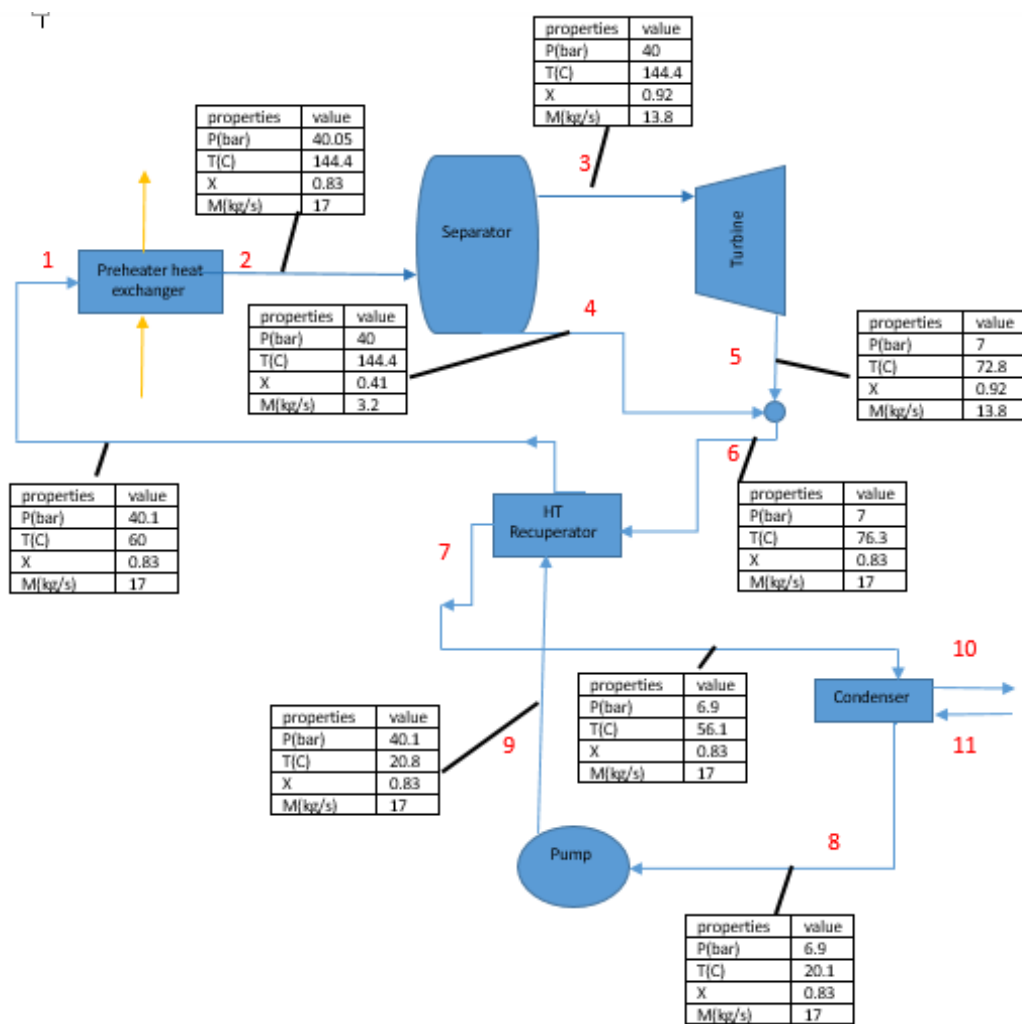 properties value
P(bar) 40
T(C) 144.4
X 0.92
M(kg/s) 13.8
properties value
P(bar) 40.05
T(C) 144.4
X 0.83
M(kg/s) 17
3
Separator
Turbine
1
Preheater heat
exchanger
2
4
properties value
P(bar) 40
T(C) 144.4
X 0.41
M(kg/s) 3.2
5
properties value
P(bar) 7
T(C) 72.8
X 0.92
M(kg/s) 13.8
6
properties value
P(bar) 40.1
T(C) 60
X 0.83
M(kg/s) 17
HT
Recuperator
properties value
P(bar) 7
T(C) 76.3
X 0.83
M(kg/s) 17
7
10
properties value
P(bar) 6.9
T(C) 56.1
X 0.83
M(kg/s) 17
Condenser
11
properties value
P(bar) 40.1
T(C) 20.8
X 0.83
M(kg/s) 17
9
Pump
8
properties value
P(bar) 6.9
T(C) 20.1
X 0.83
M(kg/s) 17